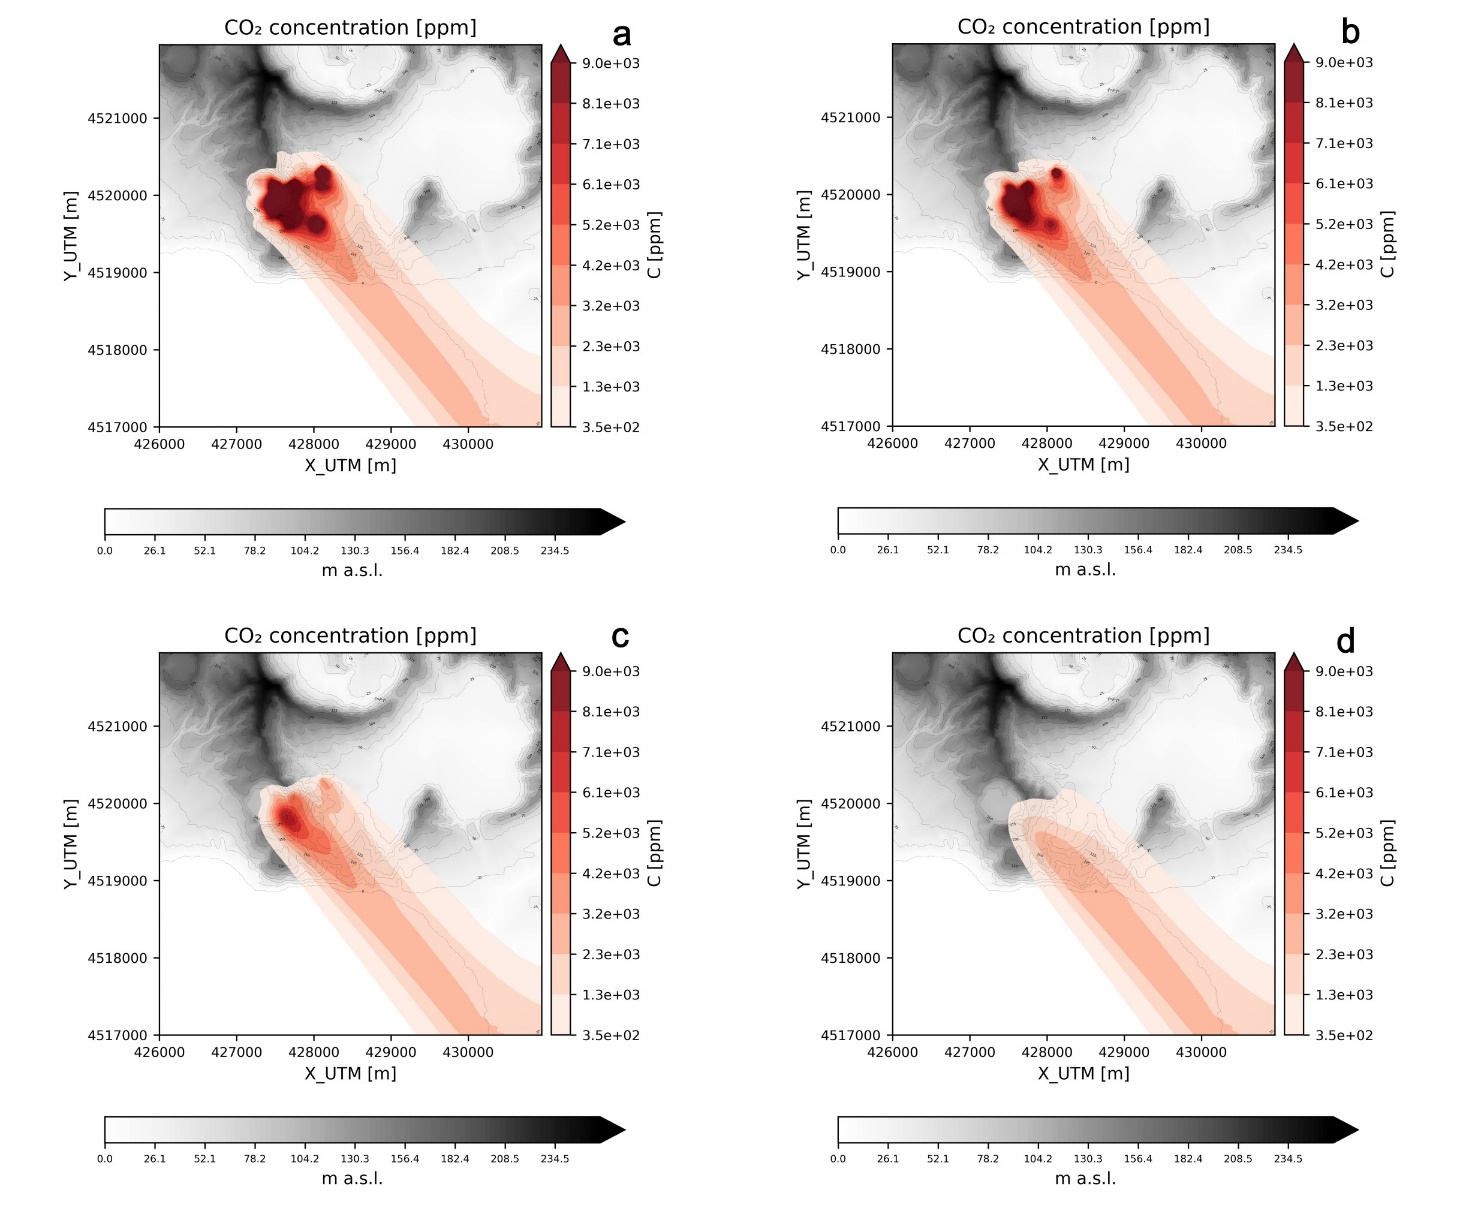 CO₂ concentration [ppm]
a
4521000
4520000
4519000
4518000
4517000
Y_UTM [m]
426000 427000 428000 429000 430000
X_UTM [m]
9.0e+03
8.1e+03
7.1e+03
6.1e+03
5.2e+03
4.2e+03
3.2e+03
2.3e+03
1.3e+03
3.5e+02
C [ppm]
0.0 26.1 52.1 78.2 104.2 130.3 156.4 182.4 208.5 234.5
m a.s.l.
CO₂ concentration [ppm]
b
4521000
4520000
4519000
4518000
4517000
Y_UTM [m]
426000 427000 428000 429000 430000
X_UTM [m]
9.0e+03
8.1e+03
7.1e+03
6.1e+03
5.2e+03
4.2e+03
3.2e+03
2.3e+03
1.3e+03
3.5e+02
C [ppm]
0.0 26.1 52.1 78.2 104.2 130.3 156.4 182.4 208.5 234.5
m a.s.l.
CO₂ concentration [ppm]
c
4521000
4520000
4519000
4518000
4517000
Y_UTM [m]
426000 427000 428000 429000 430000
X_UTM [m]
9.0e+03
8.1e+03
7.1e+03
6.1e+03
5.2e+03
4.2e+03
3.2e+03
2.3e+03
1.3e+03
3.5e+02
C [ppm]
0.0 26.1 52.1 78.2 104.2 130.3 156.4 182.4 208.5 234.5
m a.s.l.
CO₂ concentration [ppm]
d
4521000
4520000
4519000
4518000
4517000
Y_UTM [m]
426000 427000 428000 429000 430000
X_UTM [m]
9.0e+03
8.1e+03
7.1e+03
6.1e+03
5.2e+03
4.2e+03
3.2e+03
2.3e+03
1.3e+03
3.5e+02
C [ppm]
0.0 26.1 52.1 78.2 104.2 130.3 156.4 182.4 208.5 234.5
m a.s.l.